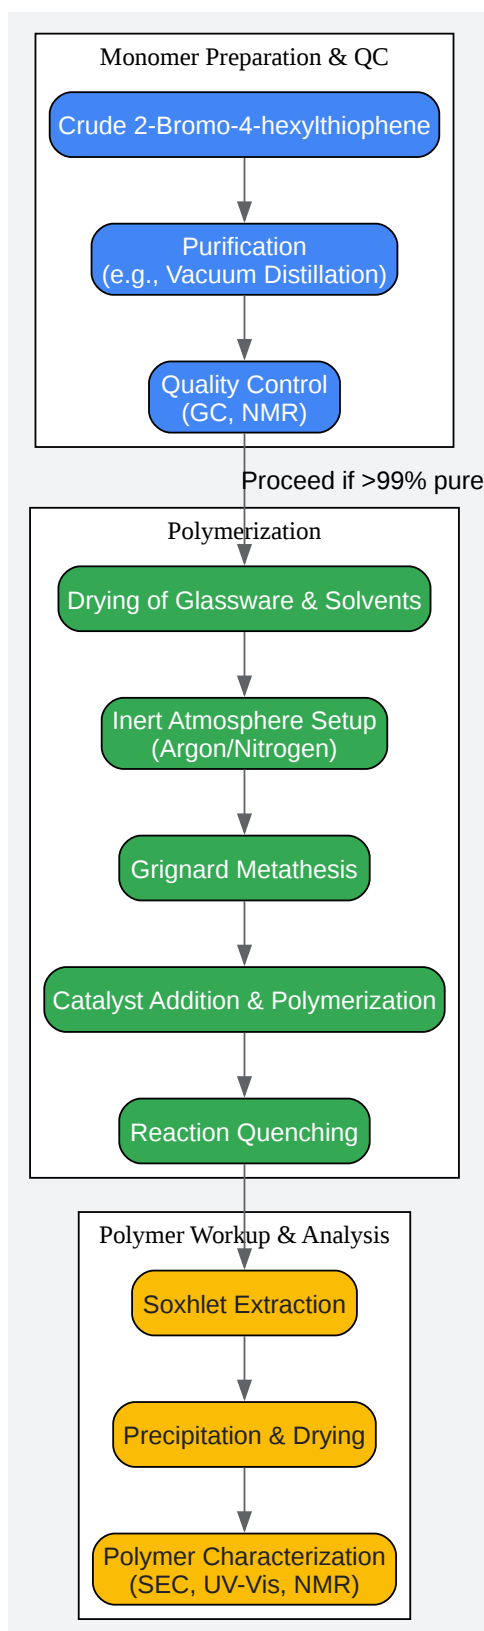 Monomer Preparation & QC
Crude 2-Bromo-4-hexylthiophene
Purification
(e.g., Vacuum Distillation)
Quality Control
(GC, NMR)
Proceed if >99% pure
Polymerization
Drying of Glassware & Solvents
Inert Atmosphere Setup
(Argon/Nitrogen)
Grignard Metathesis
Catalyst Addition & Polymerization
Reaction Quenching
Polymer Workup & Analysis
Soxhlet Extraction
Precipitation & Drying
Polymer Characterization
(SEC, UV-Vis, NMR)